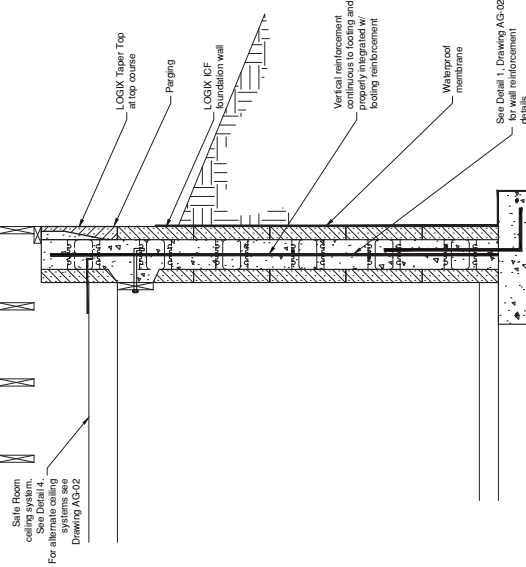 LOGIX Taper Top
at top course
Parging
LOGIX ICF
foundation wall
Vertical reinforcement
continuous to footing and
properly integrated w/
footing reinforcement
Waterproof
membrane
See Detail 1, Drawing AG-02
for wall reinforcement
details
Safe Room
ceiling system.
See Detail 4.
For alternate ceiling
systems see
Drawing AG-02